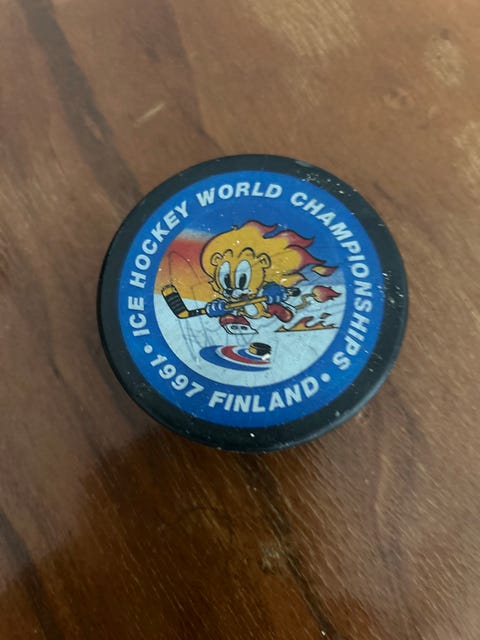 ICE HOCKEY WORLD CHAMPIONSHIPS
• 1997 FINLAND •